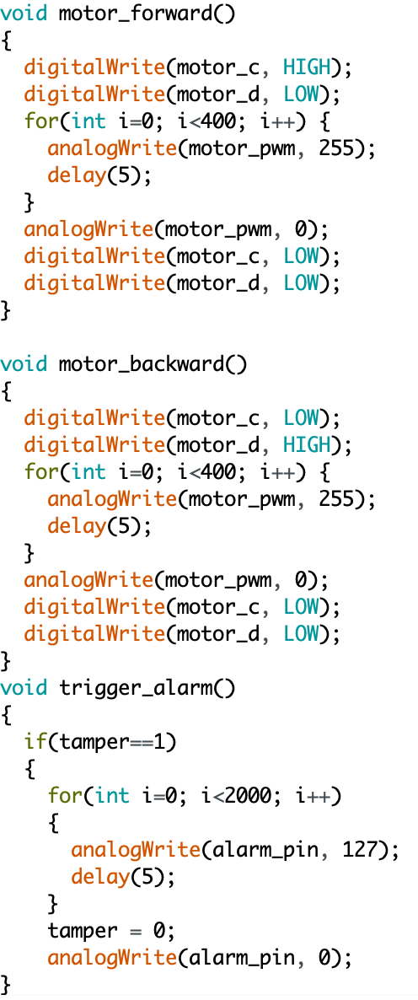 void motor_forward()
{
  digitalWrite(motor_c, HIGH);
  digitalWrite(motor_d, LOW);
  for(int i=0; i<400; i++) {
    analogWrite(motor_pwm, 255);
    delay(5);
  }
  analogWrite(motor_pwm, 0);
  digitalWrite(motor_c, LOW);
  digitalWrite(motor_d, LOW);
}

void motor_backward()
{
  digitalWrite(motor_c, LOW);
  digitalWrite(motor_d, HIGH);
  for(int i=0; i<400; i++) {
    analogWrite(motor_pwm, 255);
    delay(5);
  }
  analogWrite(motor_pwm, 0);
  digitalWrite(motor_c, LOW);
  digitalWrite(motor_d, LOW);
}
void trigger_alarm()
{
  if(tamper==1)
  {
    for(int i=0; i<2000; i++)
    {
      analogWrite(alarm_pin, 127);
      delay(5);
    }
    tamper = 0;
    analogWrite(alarm_pin, 0);
}